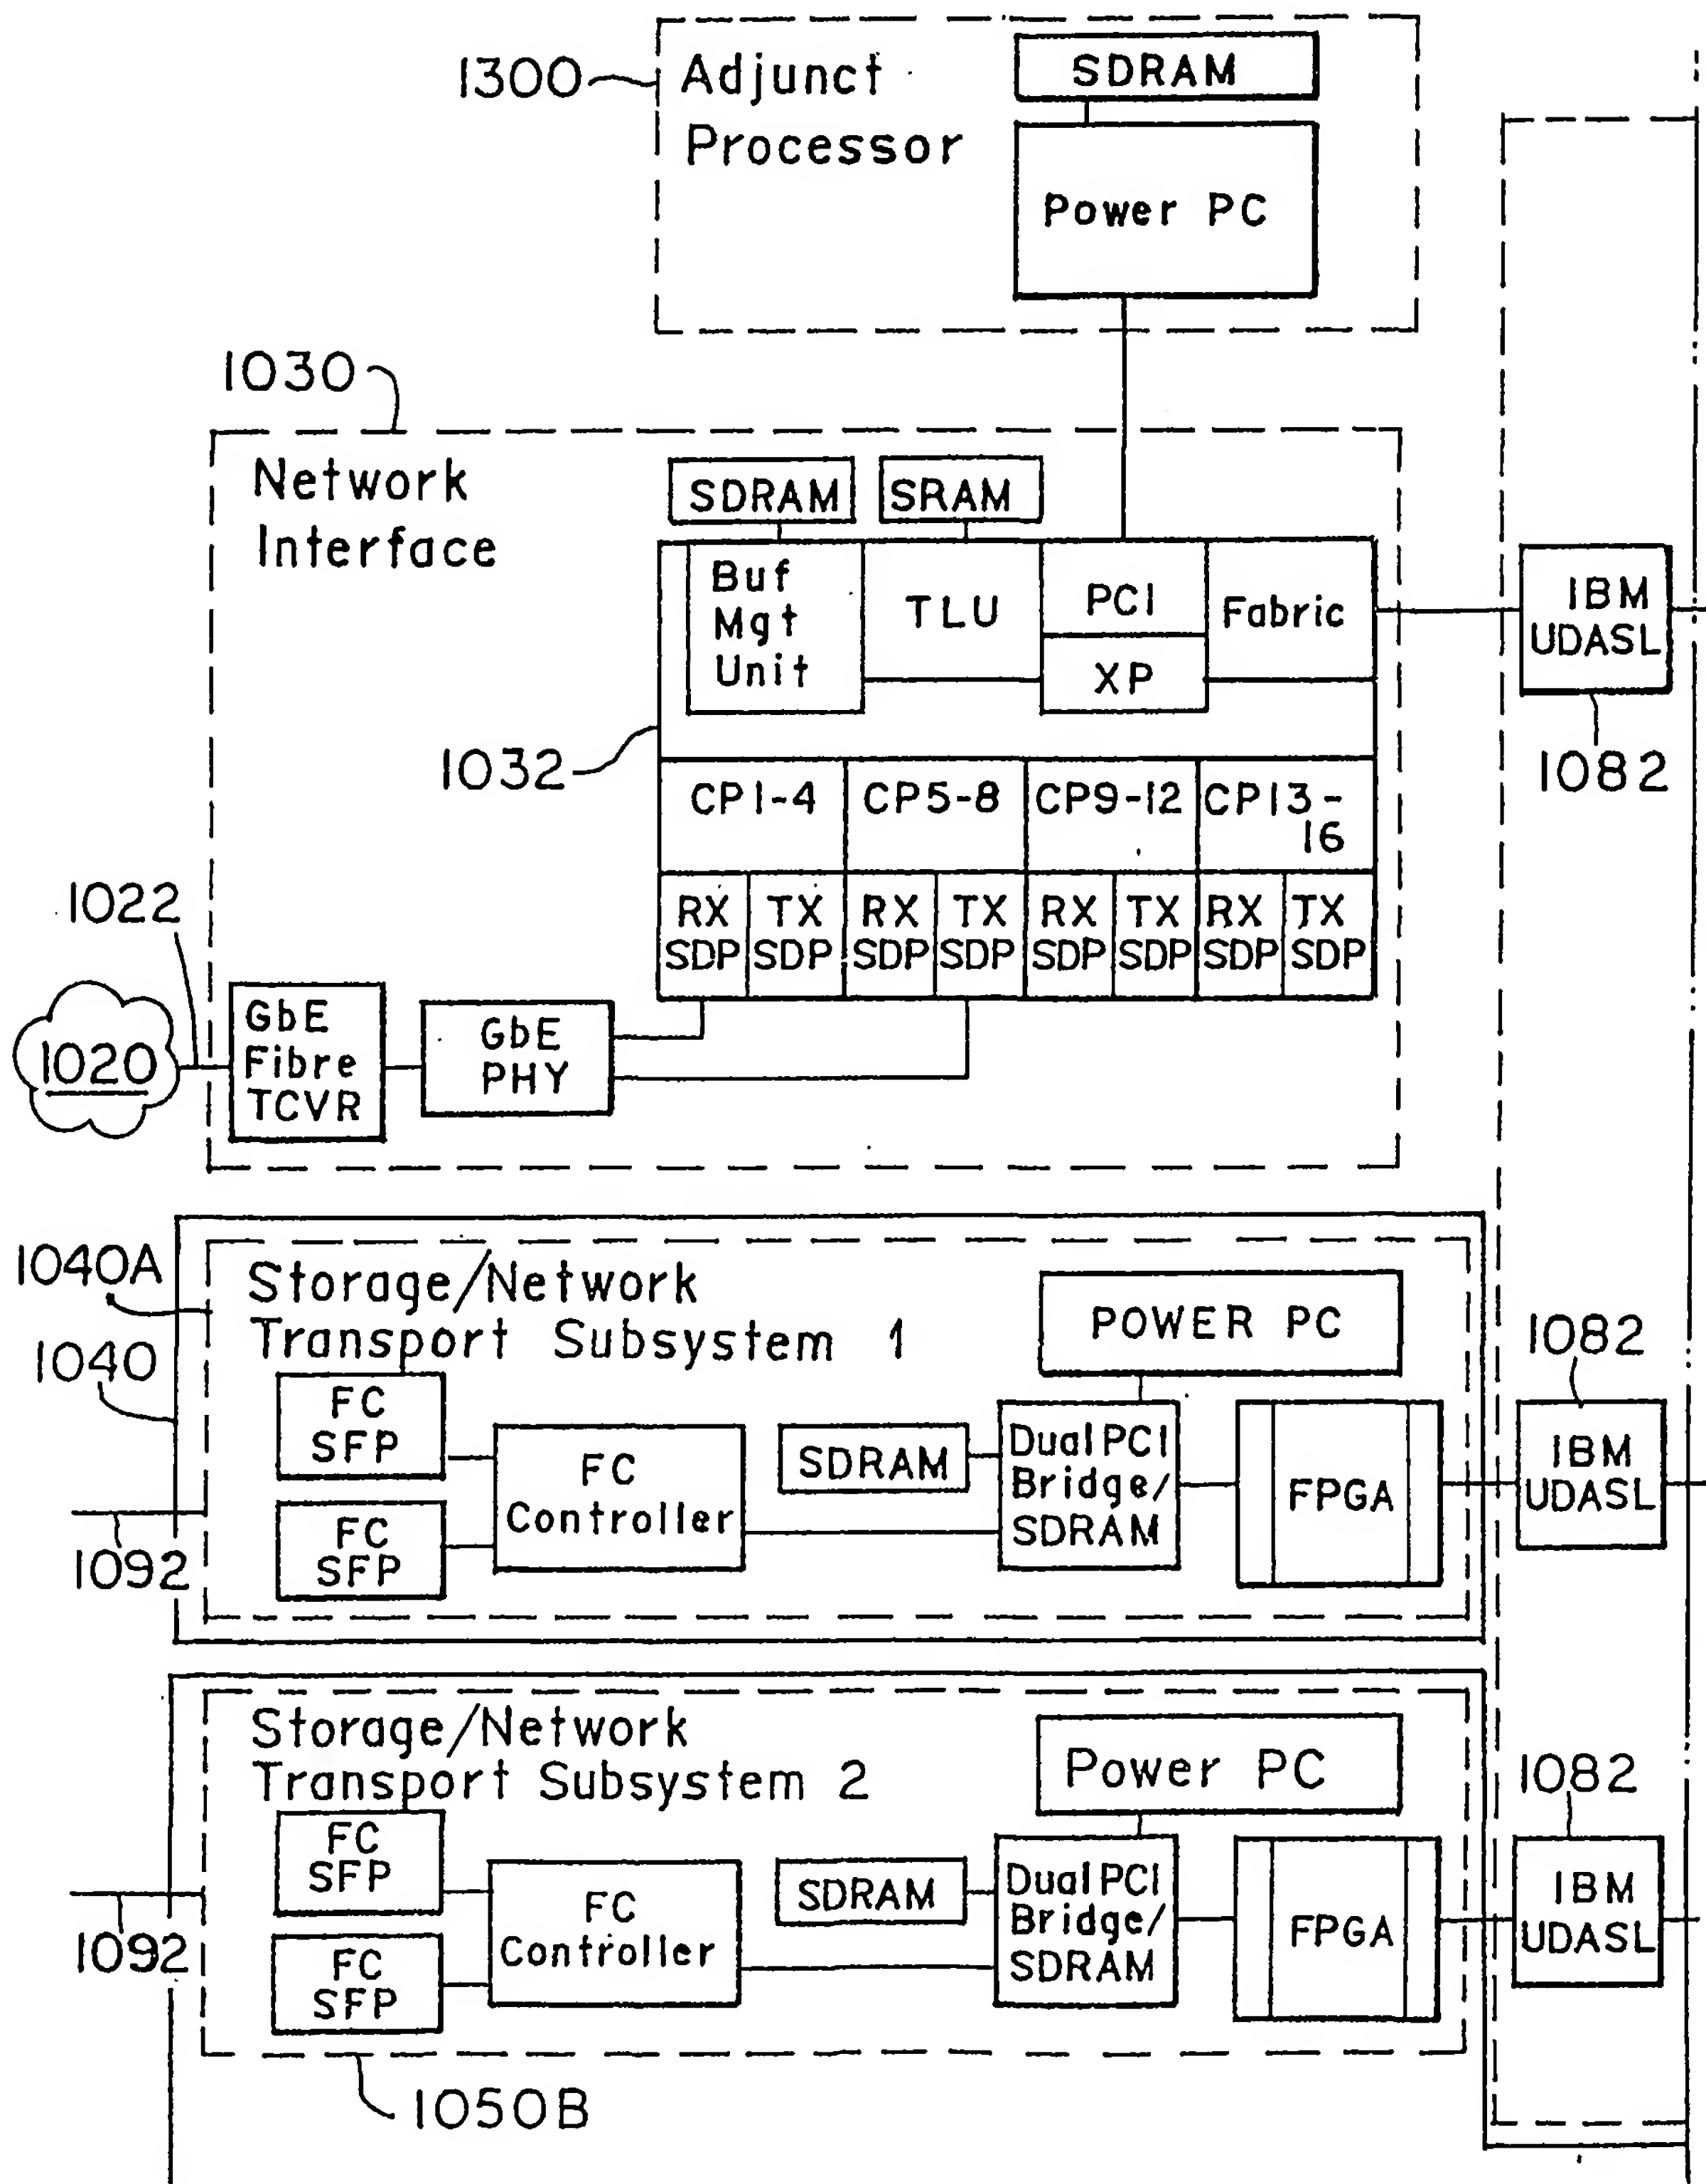 1300
Adjunct
Processor
SDRAM
Power PC
1030
Network
Interface
SDRAM
SRAM
Buf
Mgt
Unit
TLU
PCI
XP
Fabric
IBM
UDASL
1082
1032
CP1-4
CP5-8
CP9-12
CP13-
16
RX
SDP
TX
SDP
RX
SDP
TX
SDP
RX
SDP
TX
SDP
RX
SDP
TX
SDP
1022
1020
GbE
Fibre
TCVR
GbE
PHY
1040A
1040
Storage/Network
Transport Subsystem 1
POWER PC
FC
SFP
FC
SFP
FC
Controller
SDRAM
Dual PCI
Bridge/
SDRAM
FPGA
1082
IBM
UDASL
1092
Storage/Network
Transport Subsystem 2
Power PC
FC
SFP
FC
SFP
FC
Controller
SDRAM
Dual PCI
Bridge/
SDRAM
FPGA
1082
IBM
UDASL
1092
1050B